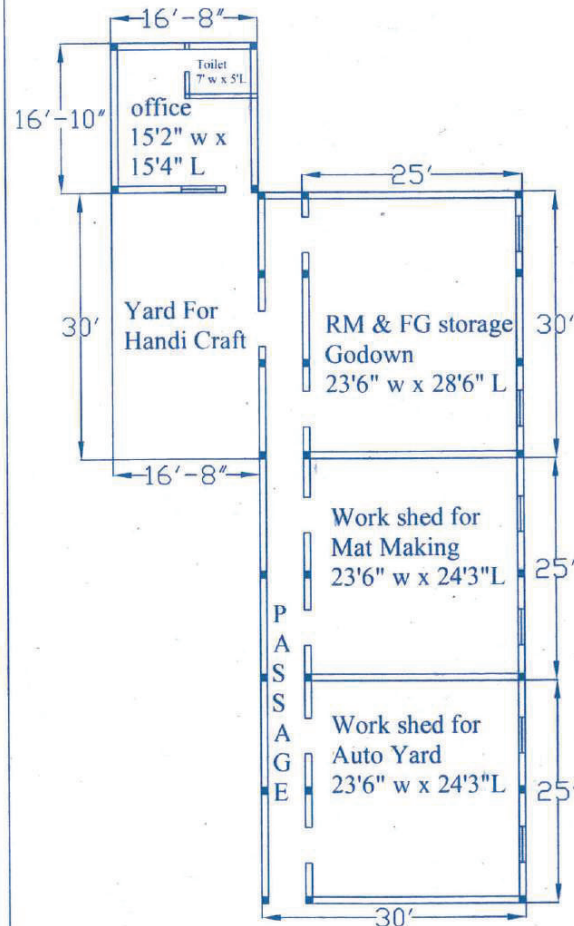 16'-8"
Toilet
7' w x 5'L
16'-10"
office
15'2" w x
15'4" L
25'
30'
Yard For
Handi Craft
RM & FG storage
Godown
23'6" w x 28'6" L
30'
16'-8"
Work shed for
Mat Making
23'6" w x 24'3"L
25'
PASSAGE
Work shed for
Auto Yard
23'6" w x 24'3"L
25'
30'